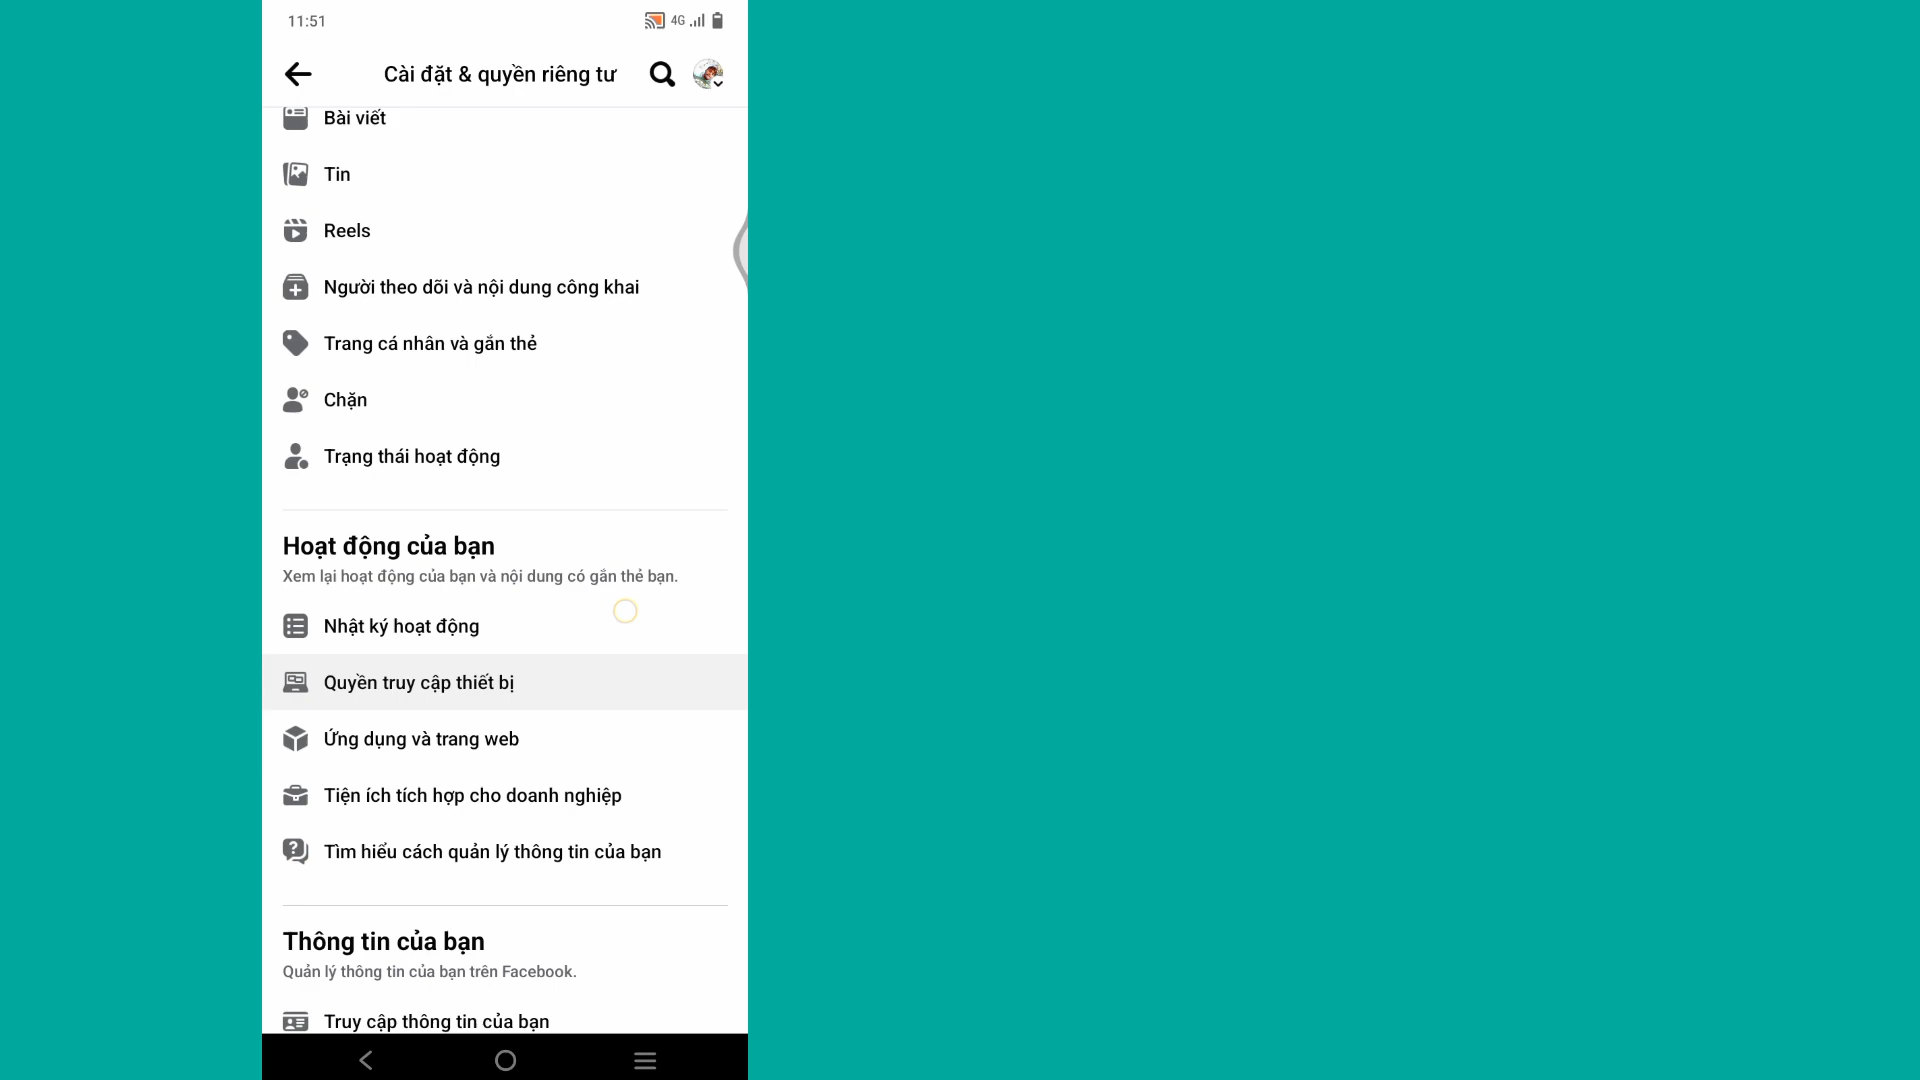 11:51
4G
Cài đặt & quyền riêng tư
Bài viết
Tin
Reels
Người theo dõi và nội dung công khai
Trang cá nhân và gắn thẻ
Chặn
Trạng thái hoạt động
Hoạt động của bạn
Xem lại hoạt động của bạn và nội dung có gắn thẻ bạn.
Nhật ký hoạt động
Quyền truy cập thiết bị
Ứng dụng và trang web
Tiện ích tích hợp cho doanh nghiệp
Tìm hiểu cách quản lý thông tin của bạn
Thông tin của bạn
Quản lý thông tin của bạn trên Facebook.
Truy cập thông tin của bạn